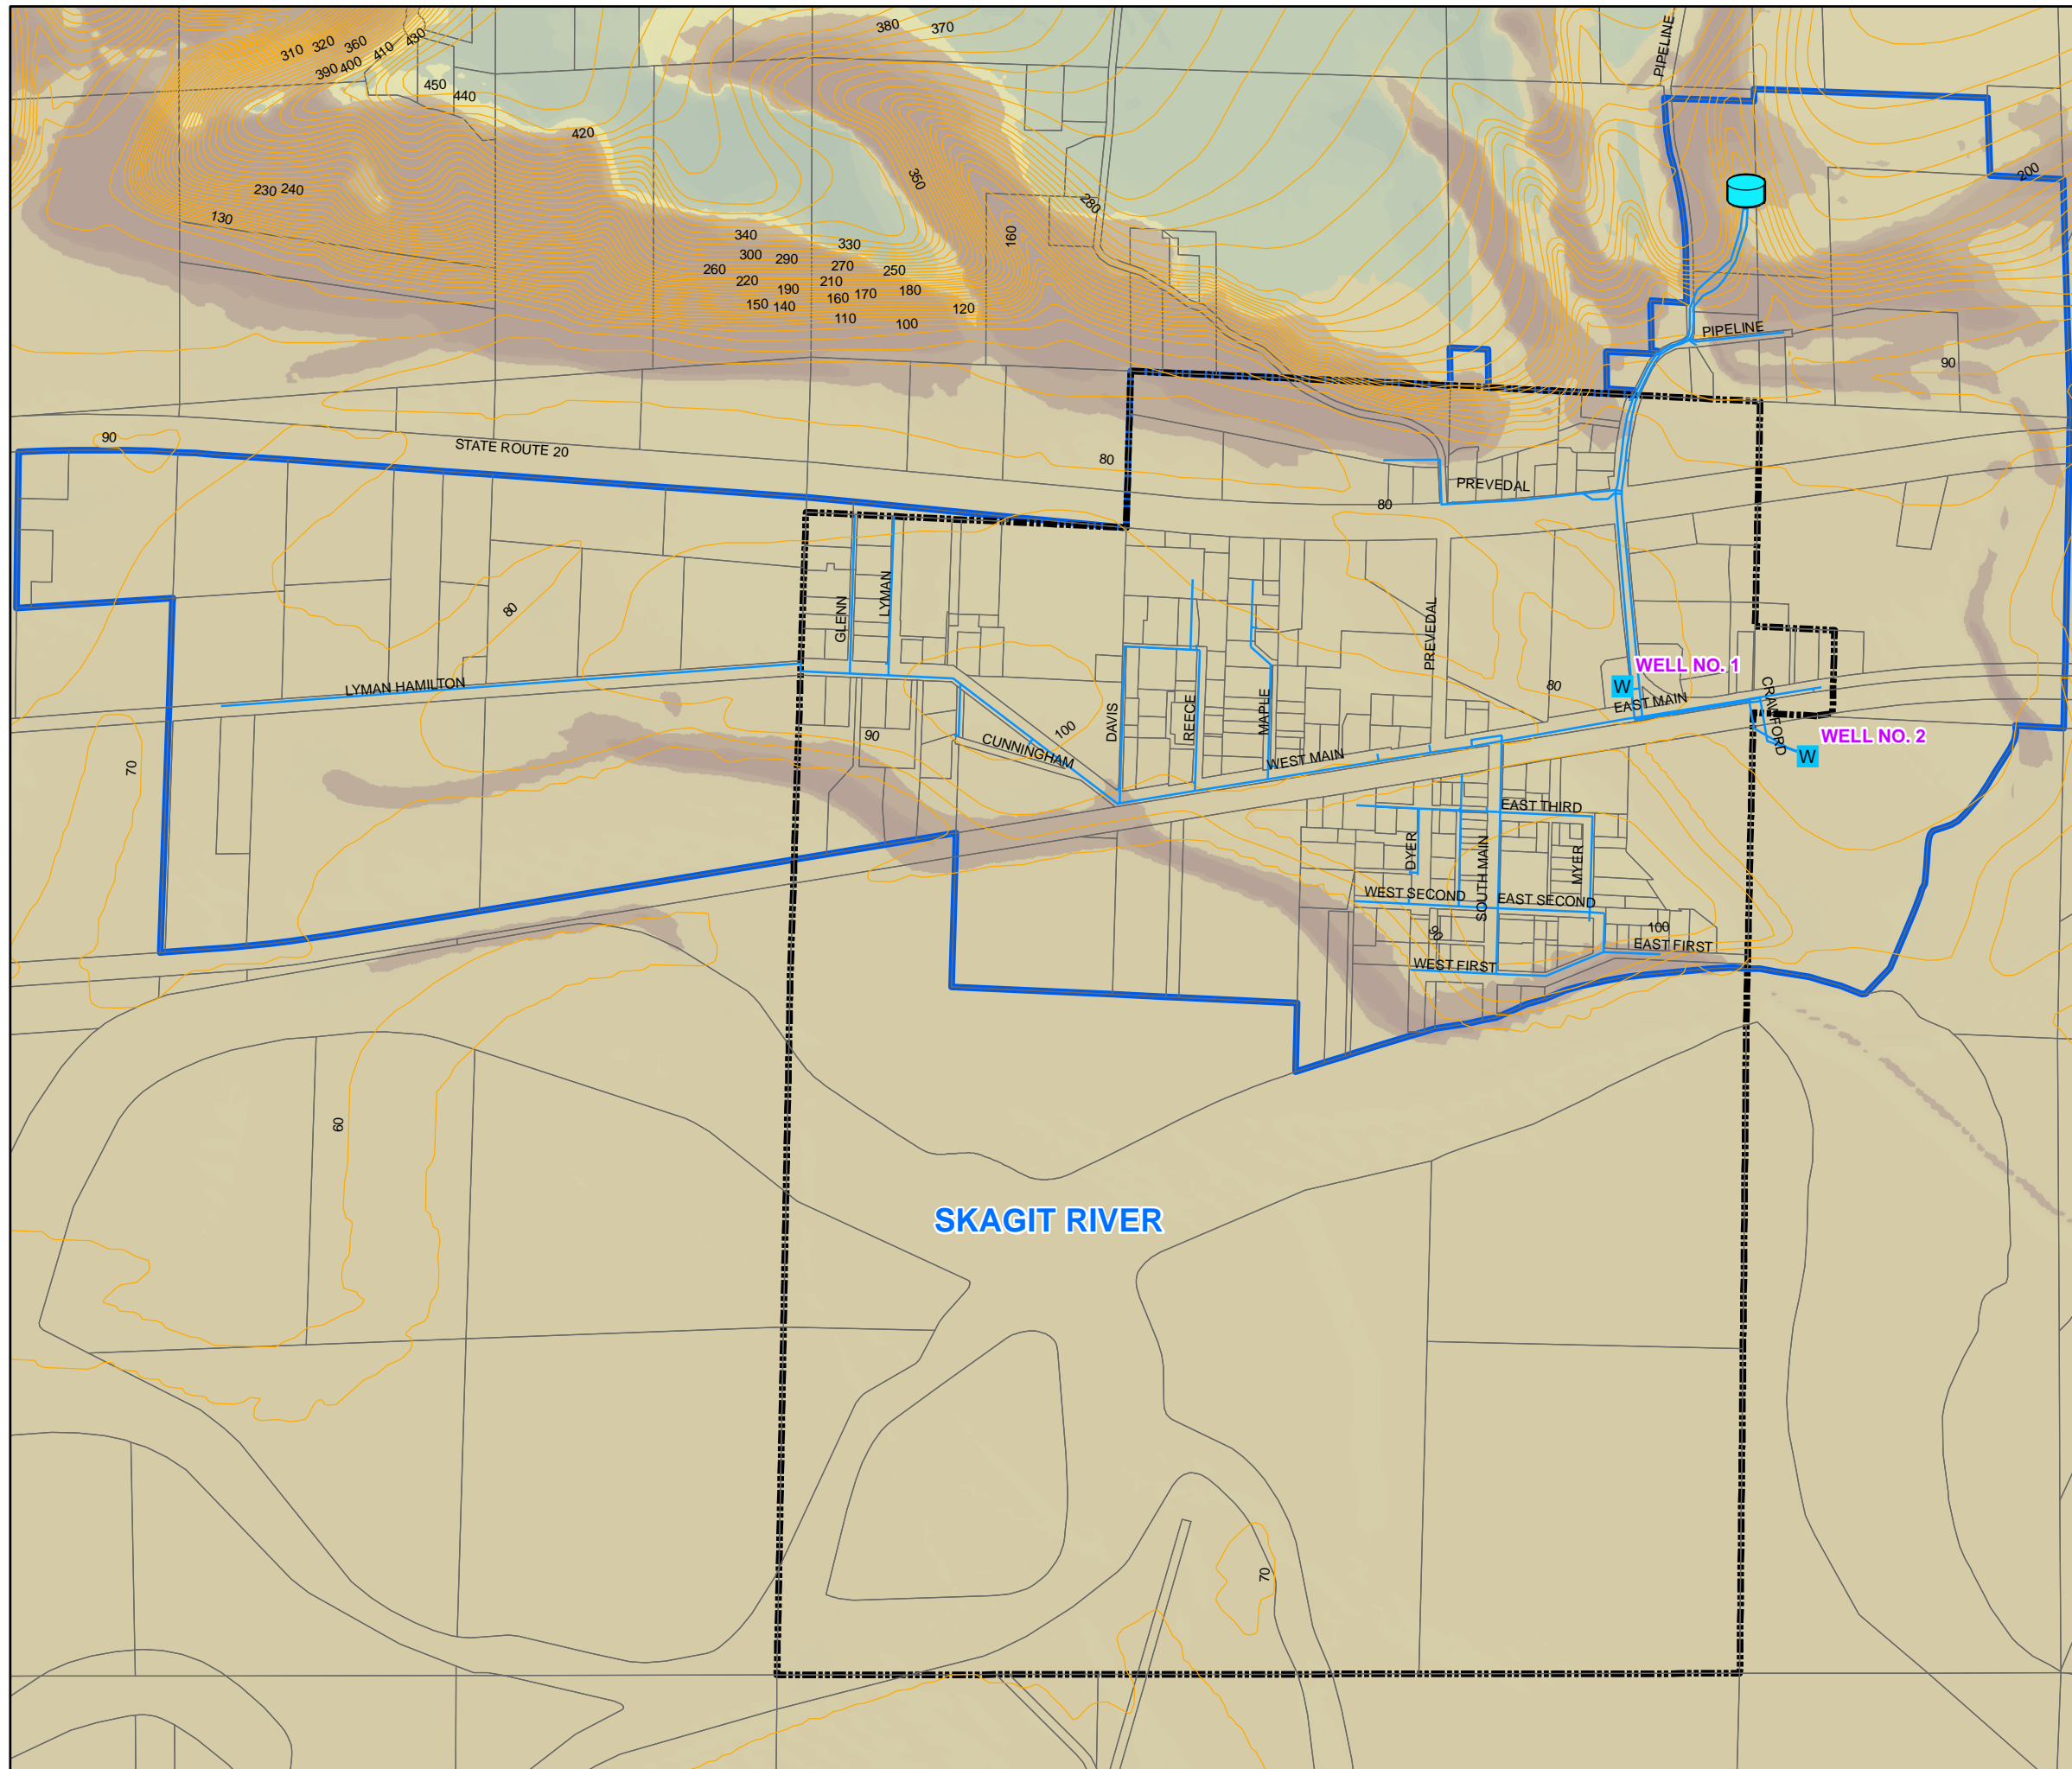 380
370
PIPELINE
430
310
320
360
410
390
400
450
440
420
200
350
230
240
130
280
160
340
330
300
290
260
270
250
220
210
190
180
160
170
150
140
120
110
100
PIPELINE
90
90
STATE ROUTE 20
80
PREVEDAL
80
GLENN
LYMAN
80
PREVEDAL
WELL NO. 1
W
LYMAN HAMILTON
80
EAST MAIN
CRAWFORD
DAVIS
REECE
MAPLE
100
90
CUNNINGHAM
WELL NO. 2
W
WEST MAIN
70
EAST THIRD
DYER
SOUTH MAIN
MYER
WEST SECOND
EAST SECOND
90
100
EAST FIRST
WEST FIRST
60
SKAGIT RIVER
70